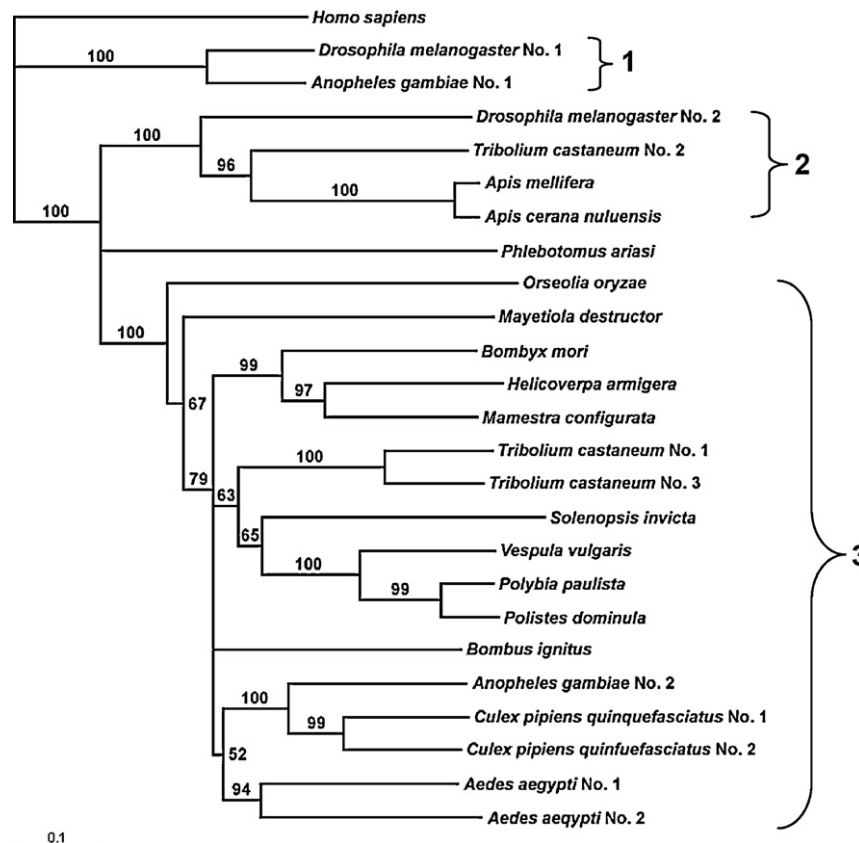 Homo sapiens
Drosophila melanogaster No. 1
100
1
Anopheles gambiae No. 1
Drosophila melanogaster No. 2
100
Tribolium castaneum No. 2
96
2
Apis mellifera
100
Apis cerana nuluensis
100
Phlebotomus ariasi
Orseolia oryzae
Mayetiola destructor
100
Bombyx mori
99
Helicoverpa armigera
97
67
Mamestra configurata
Tribolium castaneum No. 1
100
79
Tribolium castaneum No. 3
63
Solenopsis invicta
65
Vespula vulgaris
3
100
Polybia paulista
99
Polistes dominula
Bombus ignitus
Anopheles gambiae No. 2
100
Culex pipiens quinquefasciatus No. 1
99
Culex pipiens quinfuefasciatus No. 2
52
Aedes aegypti No. 1
94
Aedes aeqypti No. 2
0.1